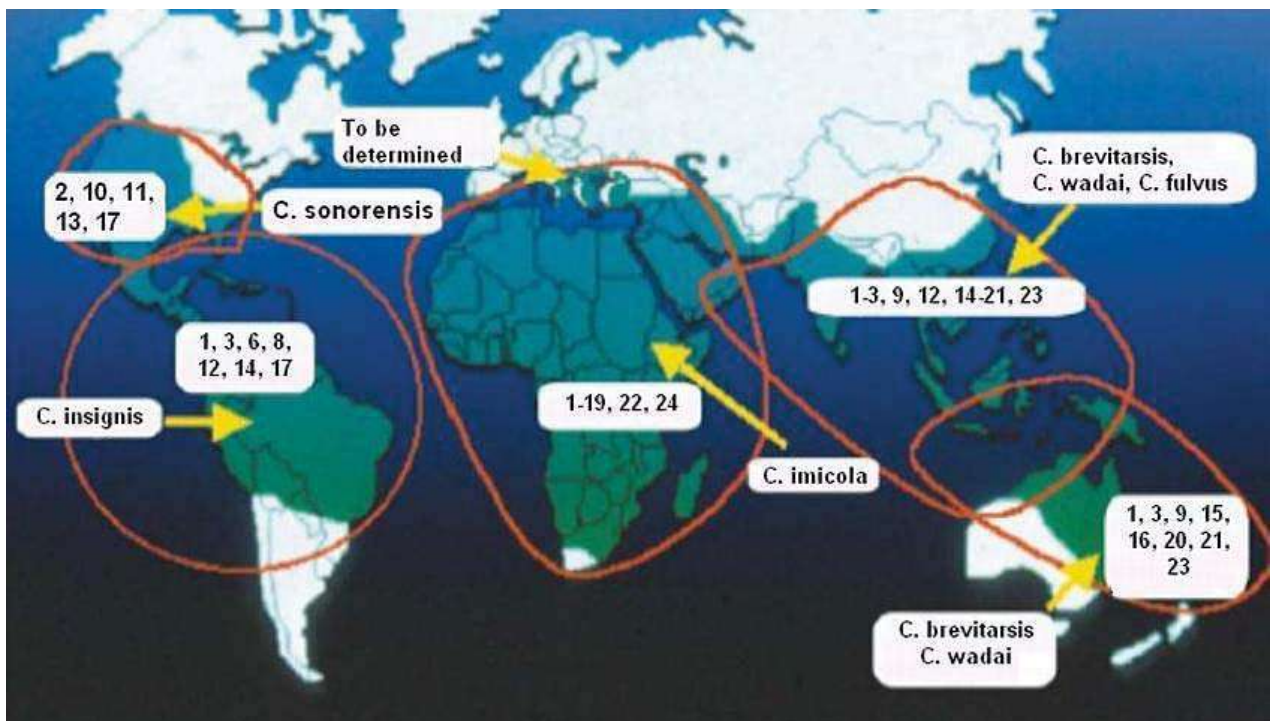 To be
determined
C. brevitarsis,
C. wadai, C. fulvus
2, 10, 11,
13, 17
C. sonorensis
1-3, 9, 12, 14-21, 23
1, 3, 6, 8,
12, 14, 17
1-19, 22, 24
C. insignis
C. imicola
1, 3, 9, 15,
16, 20, 21,
23
C. brevitarsis
C. wadai